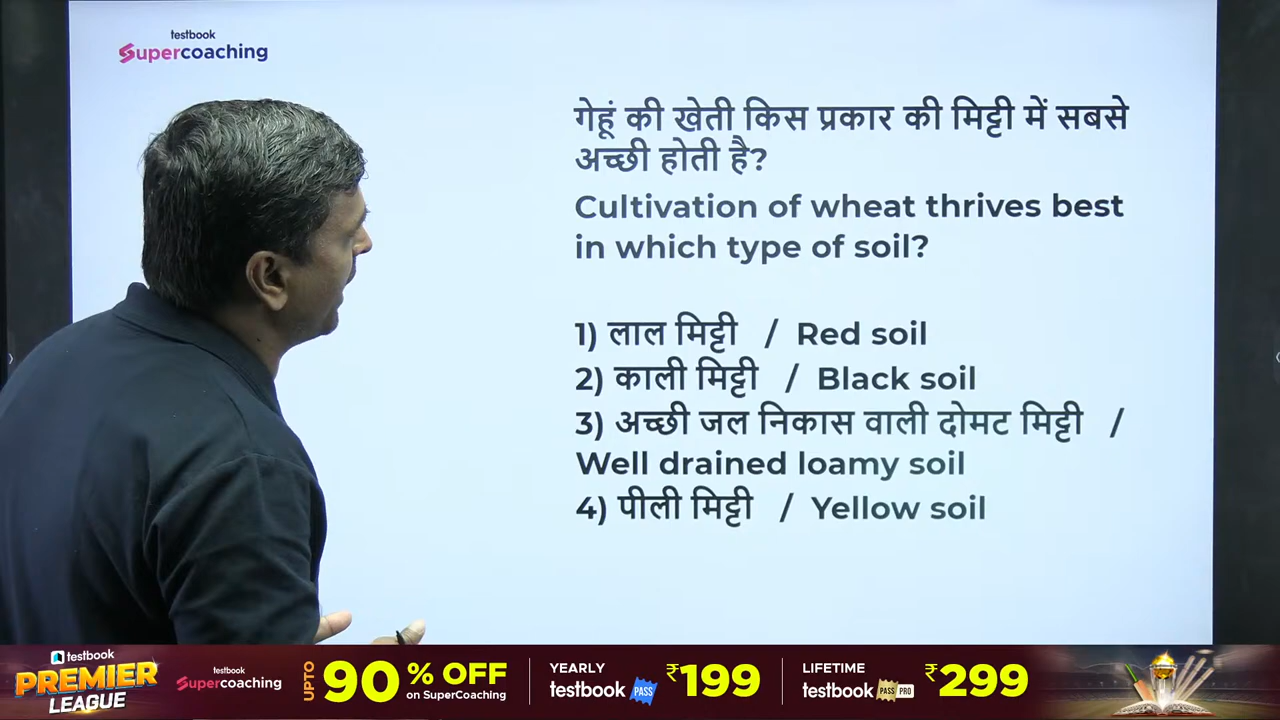 testbook
Supercoaching
गेहूं की खेती किस प्रकार की मिट्टी में सबसे
अच्छी होती है?
Cultivation of wheat thrives best
in which type of soil?
1) लाल मिट्टी / Red soil
2) काली मिट्टी / Black soil
3) अच्छी जल निकास वाली दोमट मिट्टी /
Well drained loamy soil
4) पीली मिट्टी / Yellow soil
testbook
PREMIER
LEAGUE
testbook
Supercoaching
UPTO
90% OFF
on SuperCoaching
YEARLY
testbook PASS
₹199
LIFETIME
testbook PASS PRO
₹299